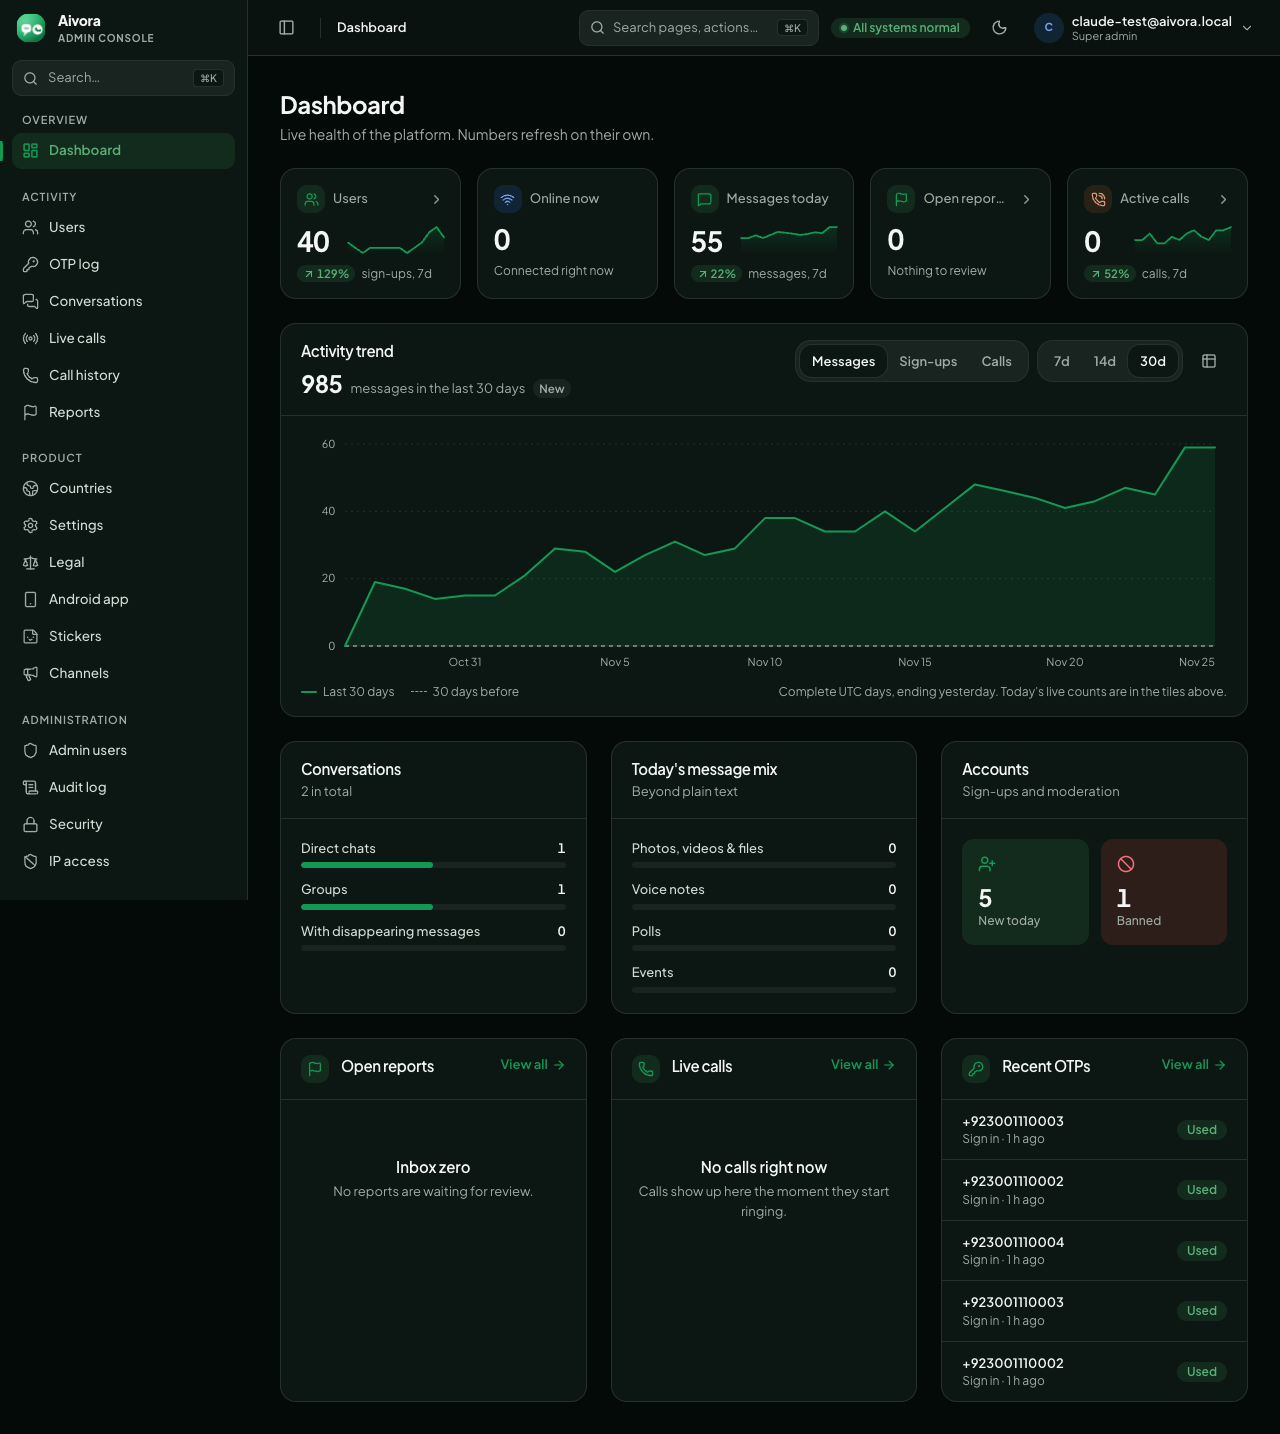 Aivora
ADMIN CONSOLE
Search...
⌘K
OVERVIEW
Dashboard
ACTIVITY
Users
OTP log
Conversations
Live calls
Call history
Reports
PRODUCT
Countries
Settings
Legal
Android app
Stickers
Channels
ADMINISTRATION
Admin users
Audit log
Security
IP access
Dashboard
Search pages, actions...
⌘K
All systems normal
C
claude-test@aivora.local
Super admin
Dashboard
Live health of the platform. Numbers refresh on their own.
Users
40
129% sign-ups, 7d
Online now
0
Connected right now
Messages today
55
22% messages, 7d
Open repor...
0
Nothing to review
Active calls
0
52% calls, 7d
Activity trend
985 messages in the last 30 days New
Messages Sign-ups Calls
7d 14d 30d
60
40
20
0
Oct 31 Nov 5 Nov 10 Nov 15 Nov 20 Nov 25
Last 30 days 30 days before
Complete UTC days, ending yesterday. Today's live counts are in the tiles above.
Conversations
2 in total
Direct chats 1
Groups 1
With disappearing messages 0
Today's message mix
Beyond plain text
Photos, videos & files 0
Voice notes 0
Polls 0
Events 0
Accounts
Sign-ups and moderation
5
New today
1
Banned
Open reports View all →
Inbox zero
No reports are waiting for review.
Live calls View all →
No calls right now
Calls show up here the moment they start
ringing.
Recent OTPs View all →
+923001110003
Sign in · 1 h ago
Used
+923001110002
Sign in · 1 h ago
Used
+923001110004
Sign in · 1 h ago
Used
+923001110003
Sign in · 1 h ago
Used
+923001110002
Sign in · 1 h ago
Used